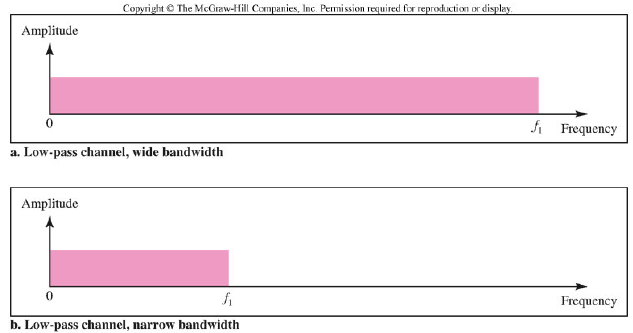 Copyright © The McGraw-Hill Companies, Inc. Permission required for reproduction or display.
Amplitude
0
f1
Frequency
a. Low-pass channel, wide bandwidth
Amplitude
0
f1
Frequency
b. Low-pass channel, narrow bandwidth